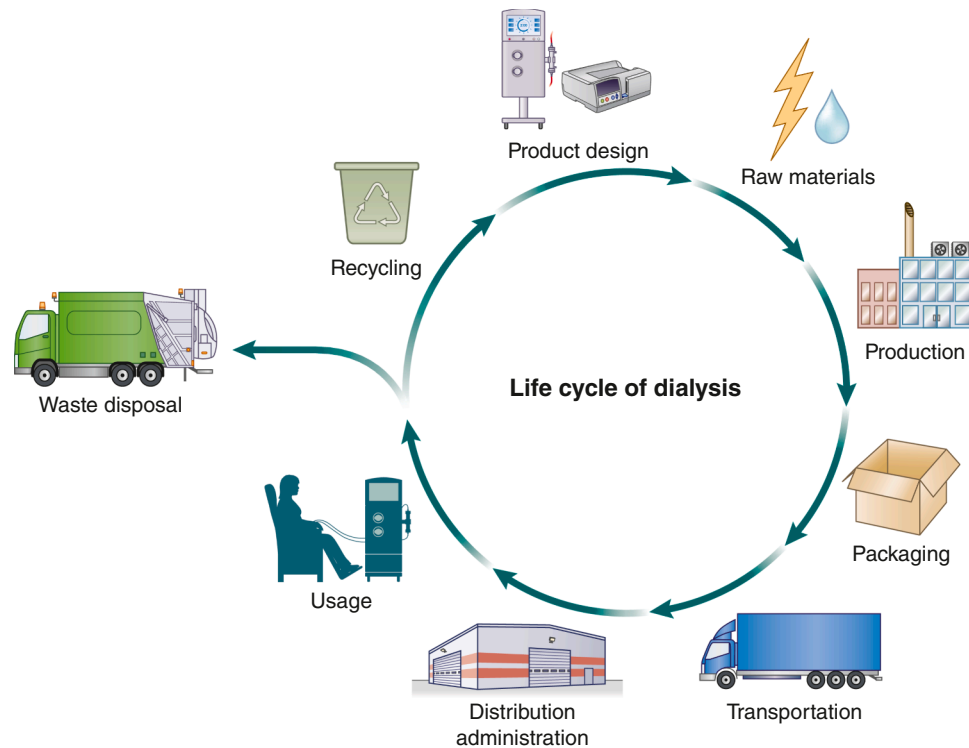 Product design
Raw materials
Recycling
Production
Waste disposal
Life cycle of dialysis
Packaging
Usage
Transportation
Distribution
administration